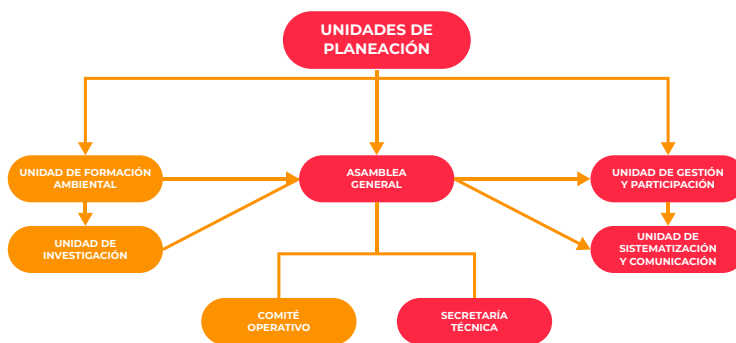 UNIDADES DE
PLANEACIÓN
UNIDAD DE FORMACIÓN
AMBIENTAL
ASAMBLEA
GENERAL
UNIDAD DE GESTIÓN
Y PARTICIPACIÓN
UNIDAD DE
INVESTIGACIÓN
UNIDAD DE
SISTEMATIZACIÓN
Y COMUNICACIÓN
COMITÉ
OPERATIVO
SECRETARÍA
TÉCNICA